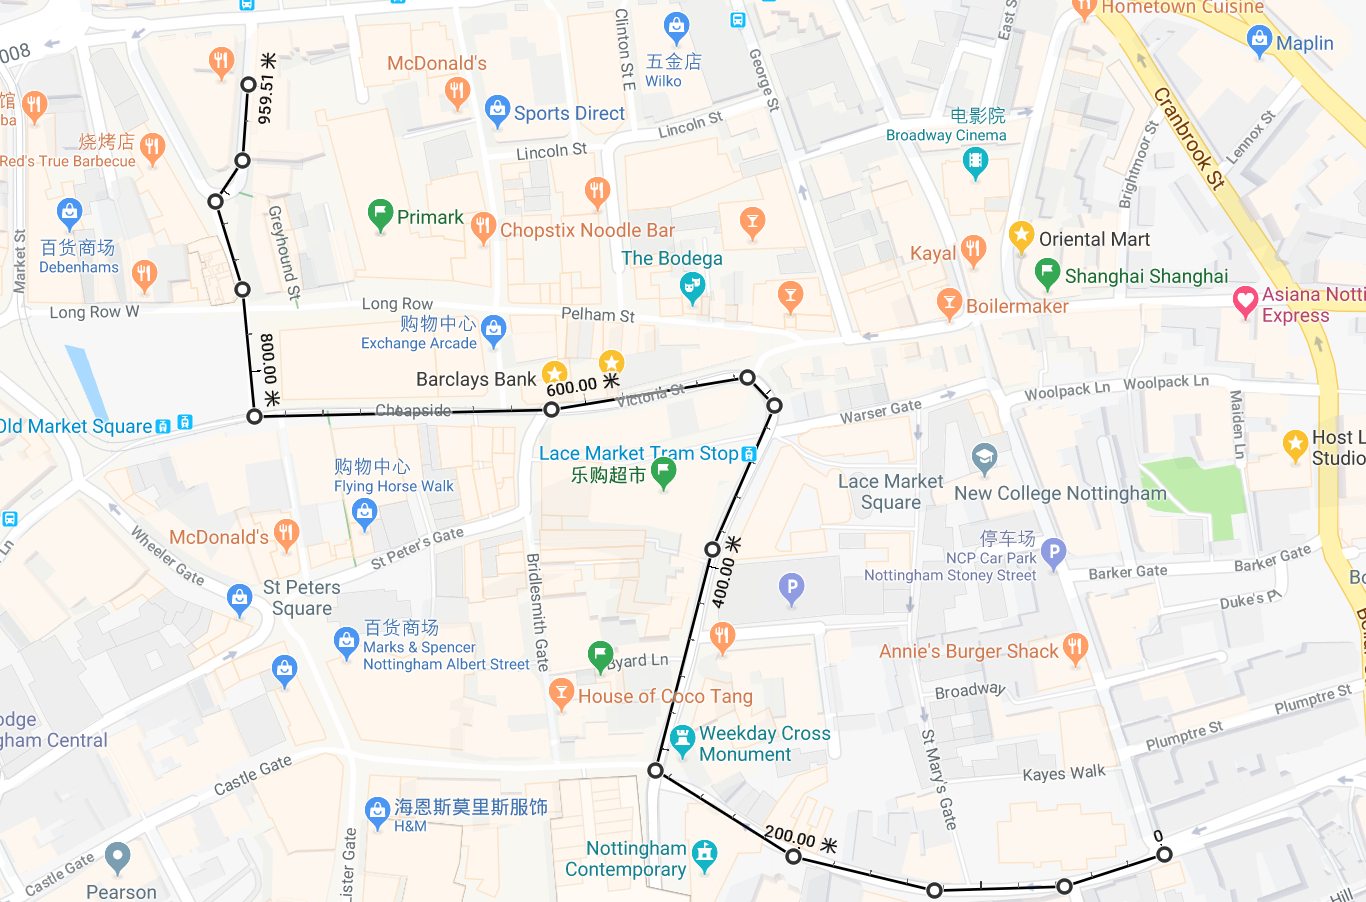 Hometown Cuisine
008
Clinton St E
East S
Maplin
McDonald's
五金店
Wilko
George St
959.51 米
馆
ba
Sports Direct
Cranbrook St
电影院
Broadway Cinema
Lincoln St
Lincoln St
Lennox St
Brightmoor St
烧烤店
Red's True Barbecue
Primark
Chopstix Noodle Bar
Greyhound St
Market St
百货商场
Debenhams
The Bodega
Kayal
Oriental Mart
Shanghai Shanghai
Asiana Notti
Express
Boilermaker
Long Row W
Long Row
Pelham St
购物中心
Exchange Arcade
800.00 米
Barclays Bank
600.00 米
Victoria St
Cheapside
Woolpack Ln
Woolpack Ln
Maiden Ln
Warser Gate
Old Market Square
Lace Market Tram Stop
乐购超市
Host L
Studio
购物中心
Flying Horse Walk
Lace Market
Square
New College Nottingham
McDonald's
Wheeler Gate
St Peter's Gate
Bridlesmith Gate
400.00 米
停车场
NCP Car Park
Nottingham Stoney Street
Barker Gate
Barker Gate
Duke's Pl
Ln
St Peters
Square
百货商场
Marks & Spencer
Nottingham Albert Street
Byard Ln
House of Coco Tang
Annie's Burger Shack
Broadway
Weekday Cross
Monument
odge
gham Central
Plumptre St
Plumptre St
Castle Gate
St Mary's Gate
Kayes Walk
海恩斯莫里斯服饰
H&M
200.00 米
0
Nottingham
Contemporary
Lister Gate
Castle Gate
Pearson
Hill